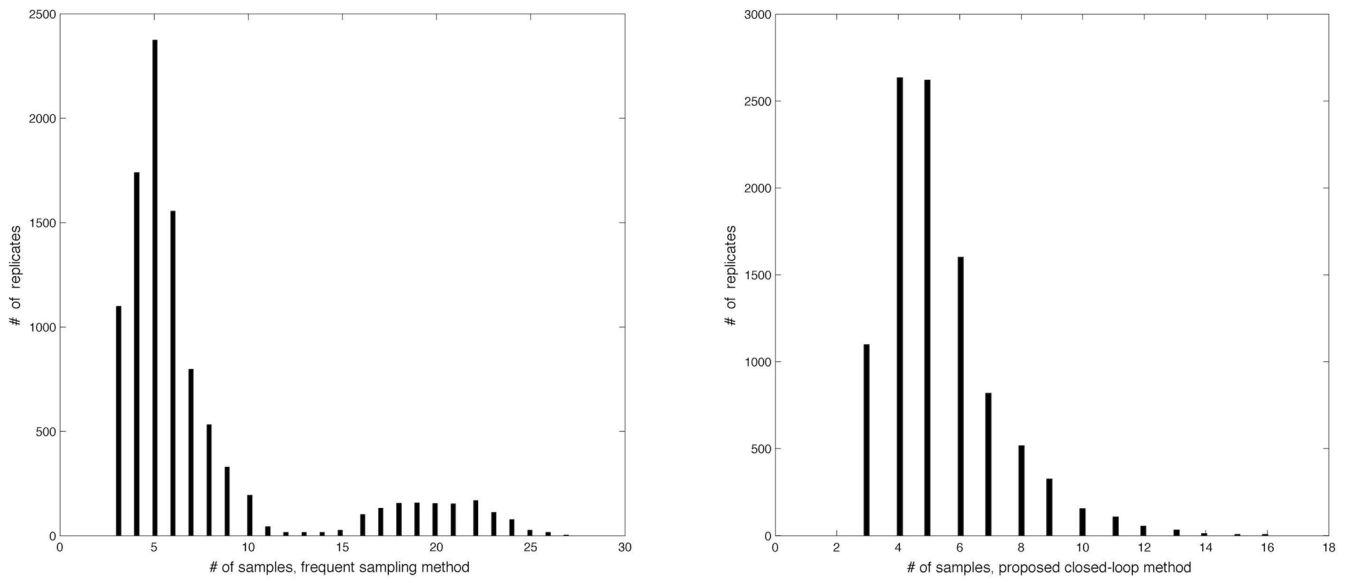 2500
2000
1500
1000
500
0
# of replicates
0 5 10 15 20 25 30
# of samples, frequent sampling method
3000
2500
2000
1500
1000
500
0
# of replicates
0 2 4 6 8 10 12 14 16 18
# of samples, proposed closed-loop method